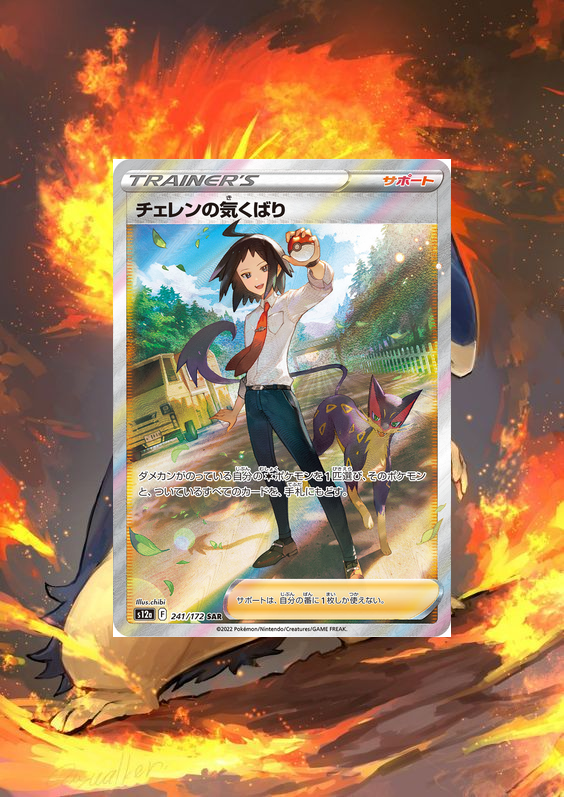 TRAINER'S サポート
チェレンの気くばり
ダメカンがのっている自分のポケモンを1匹選び、そのポケモン
と、ついているすべてのカードを、手札にもどす。
Illus.chibi
サポートは、自分の番に1枚しか使えない。
s12a F 241/172 SAR
©2022 Pokémon/Nintendo/Creatures/GAME FREAK.